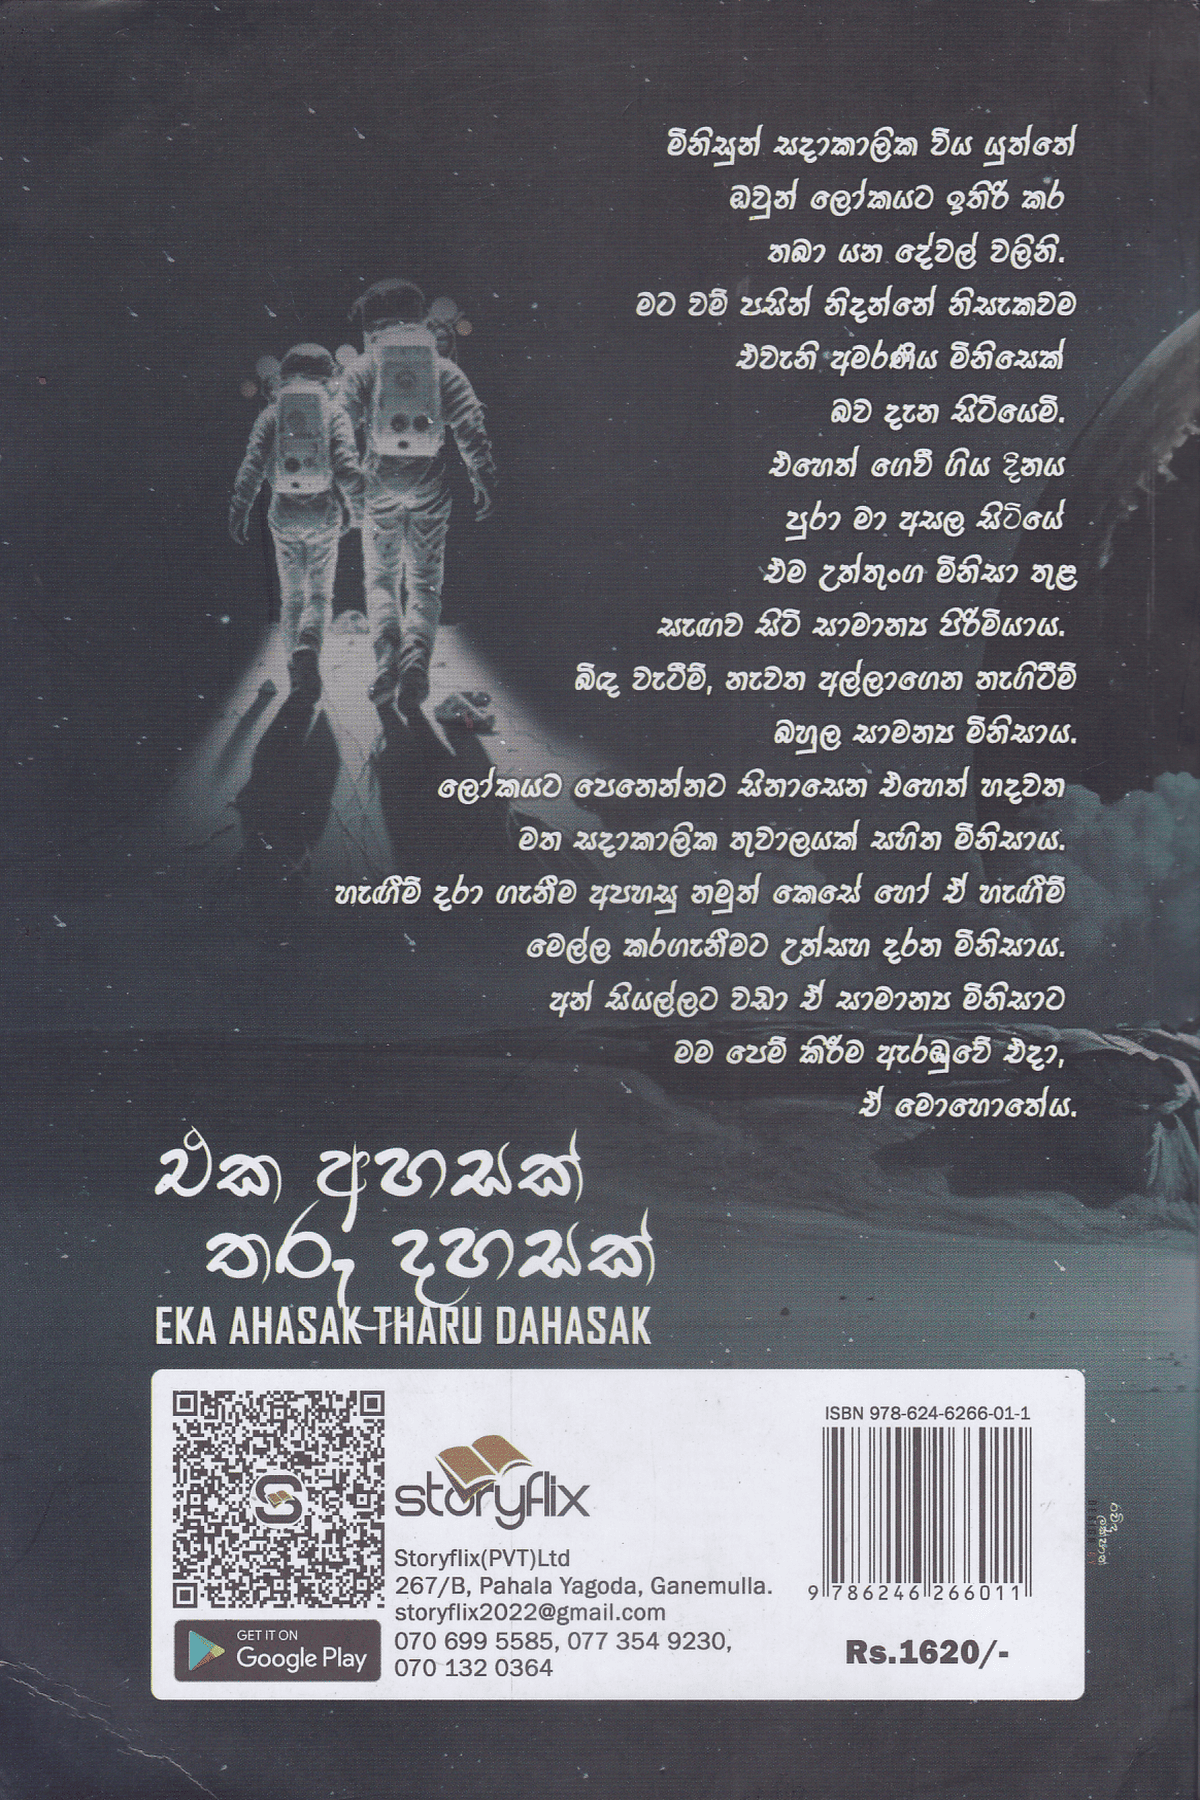 මිනිසුන් සදාකාලික විය යුත්තේ
ඔවුන් ලෝකයට ඉතිරි කර
තබා යන දේවල් වලිනි.
මට වම් පසින් නිදන්නේ නිසැකවම
එවැනි අමරණීය මිනිසෙක්
බව දැන සිටියෙමි.
එහෙත් ගෙවී ගිය දිනය
පුරා මා අසල සිටියේ
එම උත්තුංග මිනිසා තුළ
සැඟව සිටි සාමාන්‍ය පිරිමියාය.
බිඳ වැටීම්, නැවත අල්ලාගෙන නැගිටීම්
බහුල සාමන්‍ය මිනිසාය.
ලෝකයට පෙනෙන්නට සිනාසෙන එහෙත් හදවත
මත සදාකාලික තුවාලයක් සහිත මිනිසාය.
හැඟීම් දරා ගැනීම අපහසු නමුත් කෙසේ හෝ ඒ හැඟීම්
මෙල්ල කරගැනීමට උත්සහ දරන මිනිසාය.
අන් සියල්ලට වඩා ඒ සාමාන්‍ය මිනිසාට
මම පෙම් කිරීම ඇරඹුවේ එදා,
ඒ මොහොතේය.
එක අහසක්
තරු දහසක්
EKA AHASAK THARU DAHASAK
storyflix
Storyflix(PVT)Ltd
267/B, Pahala Yagoda, Ganemulla.
storyflix2022@gmail.com
070 699 5585, 077 354 9230,
070 132 0364
GET IT ON
Google Play
ISBN 978-624-6266-01-1
9 786246 266011
Rs.1620/-